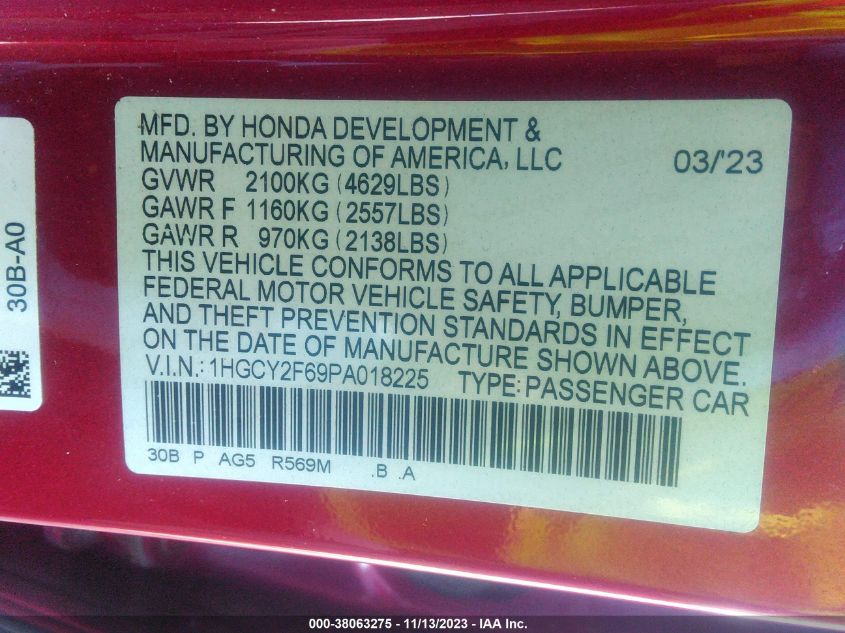 MFD. BY HONDA DEVELOPMENT &
MANUFACTURING OF AMERICA, LLC 03/'23
GVWR 2100KG (4629LBS)
GAWR F 1160KG (2557LBS)
GAWR R 970KG (2138LBS)
THIS VEHICLE CONFORMS TO ALL APPLICABLE
FEDERAL MOTOR VEHICLE SAFETY, BUMPER,
AND THEFT PREVENTION STANDARDS IN EFFECT
ON THE DATE OF MANUFACTURE SHOWN ABOVE.
V.I.N.: 1HGCY2F69PA018225 TYPE: PASSENGER CAR
30B P AG5 R569M .B .A
30B-A0
000-38063275 - 11/13/2023 - IAA Inc.